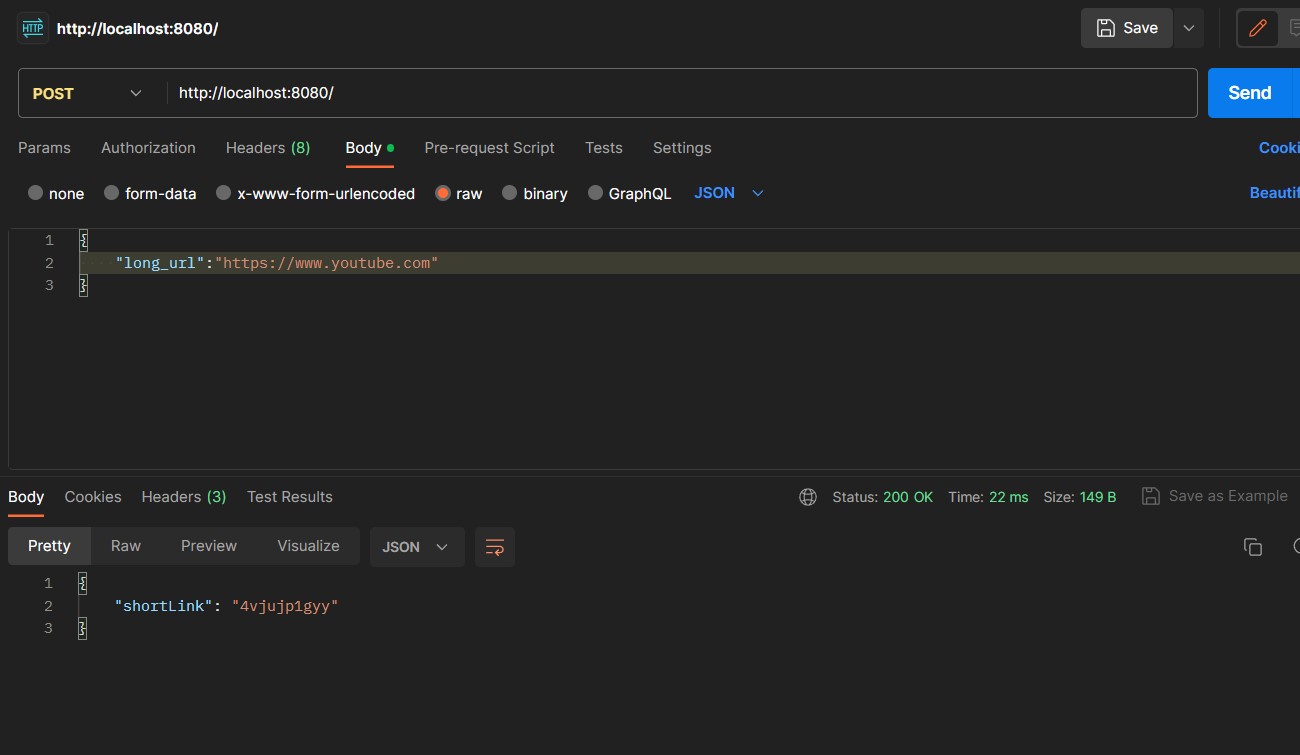 HTTP http://localhost:8080/ Save
POST http://localhost:8080/ Send
Params Authorization Headers (8) Body Pre-request Script Tests Settings Cooki
none form-data x-www-form-urlencoded raw binary GraphQL JSON Beautif
1 {
2 "long_url":"https://www.youtube.com"
3 }
Body Cookies Headers (3) Test Results Status: 200 OK Time: 22 ms Size: 149 B Save as Example
Pretty Raw Preview Visualize JSON
1 {
2 "shortLink": "4vjujp1gyy"
3 }